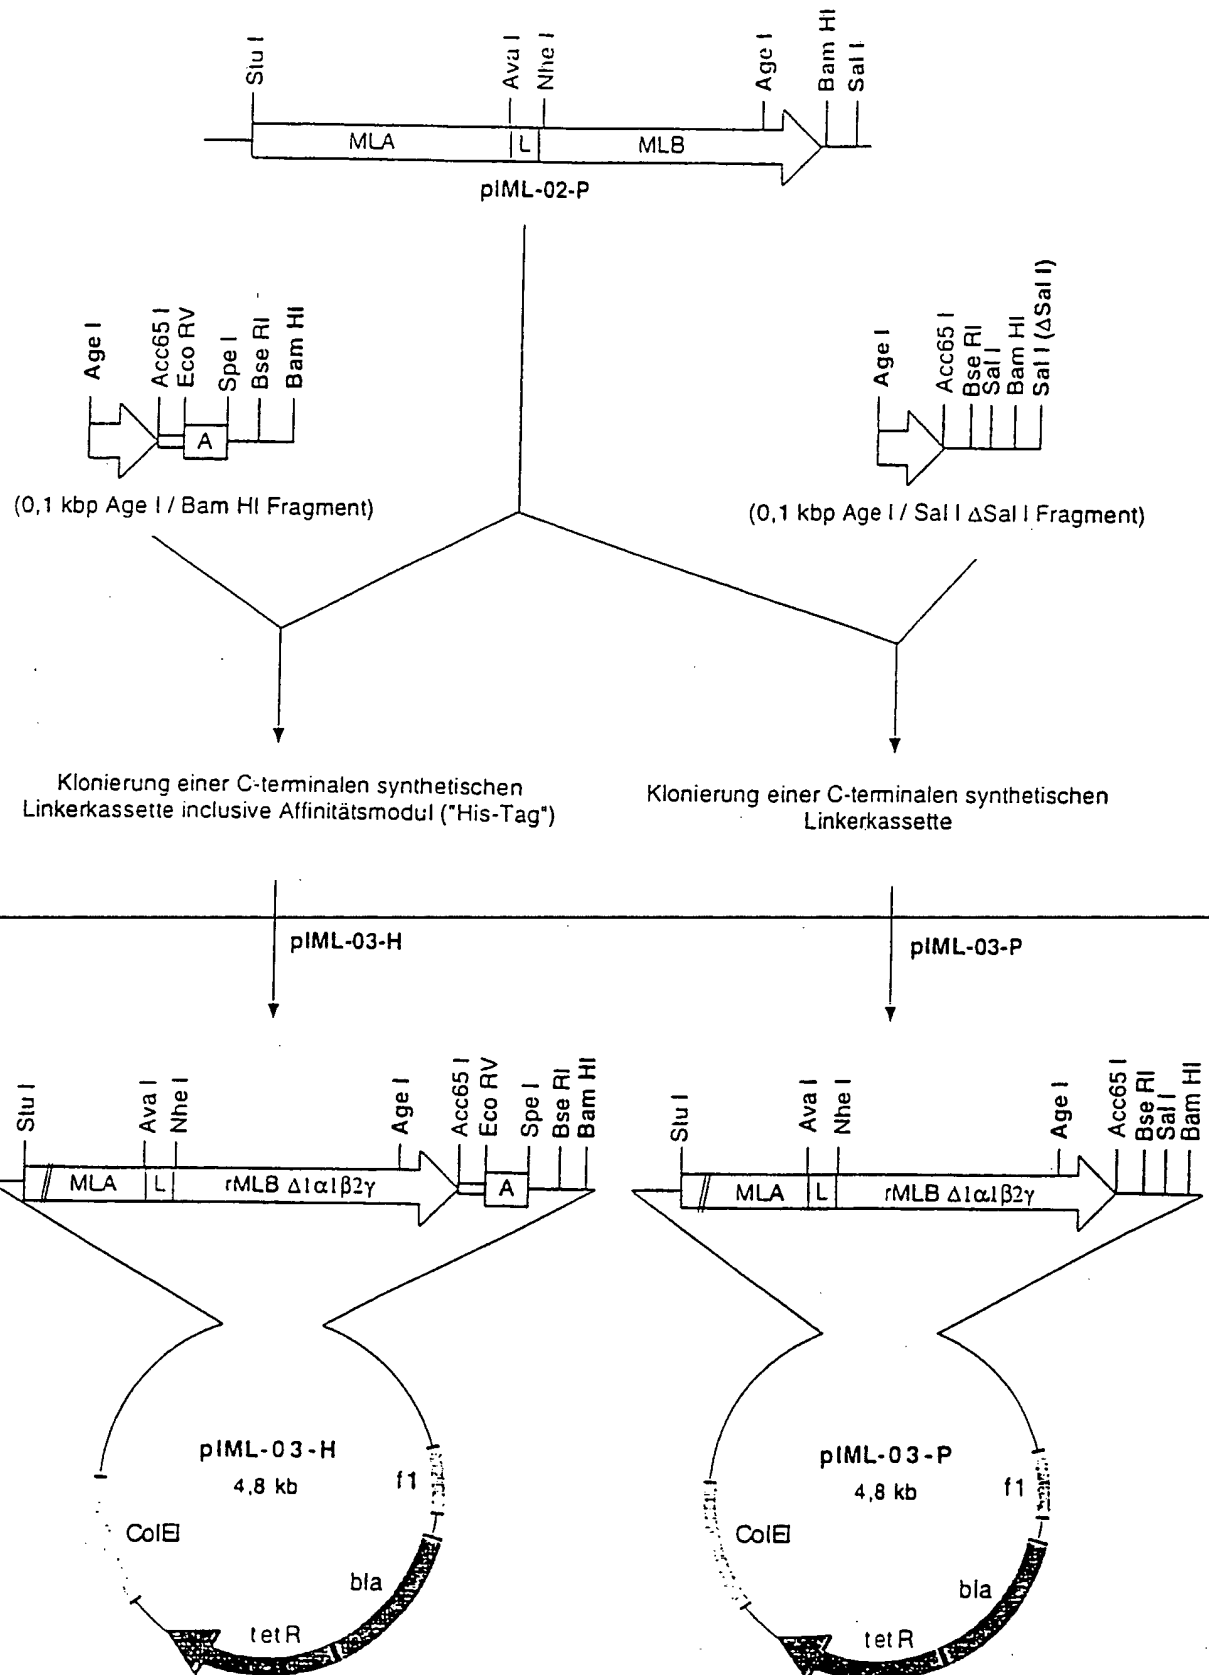 Stu I
Ava I
Nhe I
Age I
Bam HI
Sal I
MLA
L
MLB
pIML-02-P
Age I
Acc65 I
Eco RV
Spe I
Bse RI
Bam HI
A
(0,1 kbp Age I / Bam HI Fragment)
Age I
Acc65 I
Bse RI
Sal I
Bam HI
Sal I (ΔSal I)
(0,1 kbp Age I / Sal I ΔSal I Fragment)
Klonierung einer C-terminalen synthetischen
Linkerkassette inclusive Affinitätsmodul ("His-Tag")
Klonierung einer C-terminalen synthetischen
Linkerkassette
pIML-03-H
pIML-03-P
Stu I
Ava I
Nhe I
Age I
Acc65 I
Eco RV
Spe I
Bse RI
Bam HI
MLA
L
rMLB Δ1α1β2γ
A
Stu I
Ava I
Nhe I
Age I
Acc65 I
Bse RI
Sal I
Bam HI
MLA
L
rMLB Δ1α1β2γ
pIML-03-H
4,8 kb
f1
ColEI
bla
tetR
pIML-03-P
4,8 kb
f1
ColEI
bla
tetR